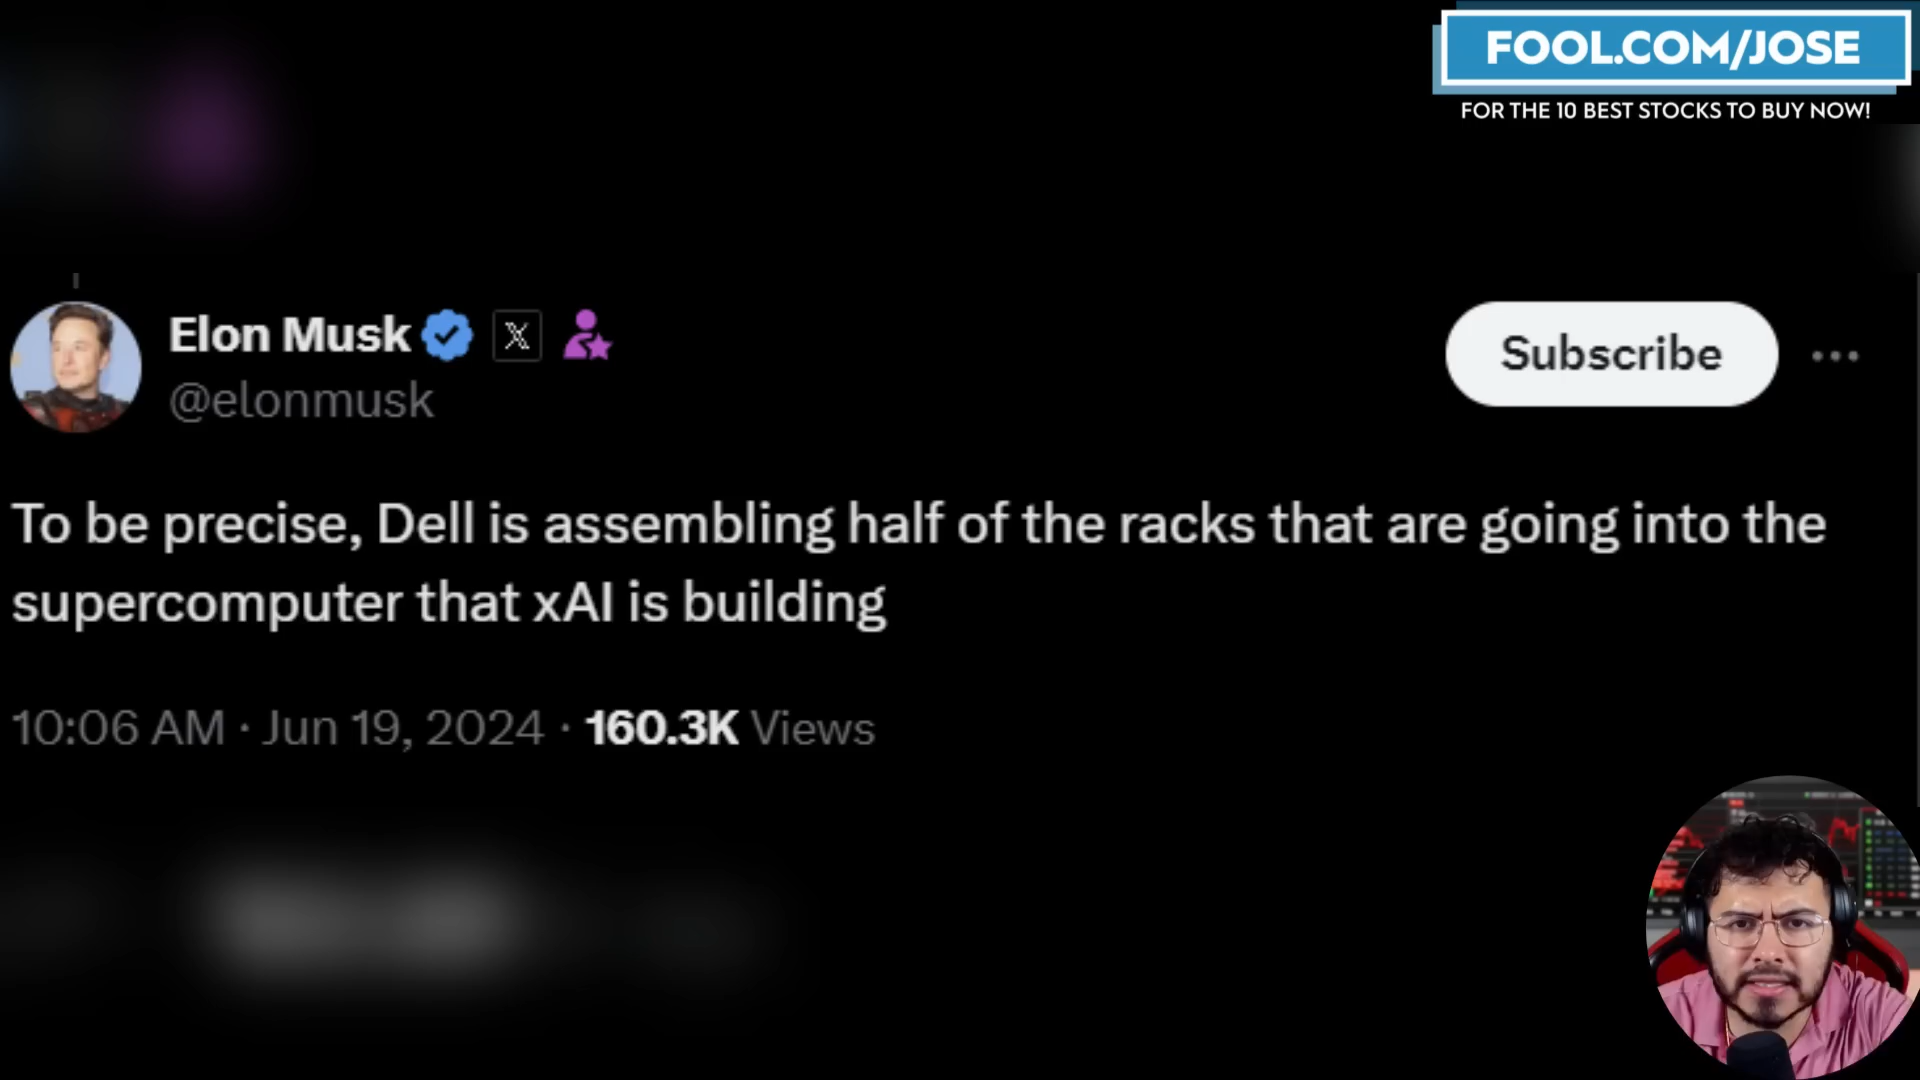 FOOL.COM/JOSE
FOR THE 10 BEST STOCKS TO BUY NOW!
Elon Musk
@elonmusk
Subscribe
To be precise, Dell is assembling half of the racks that are going into the
supercomputer that xAI is building
10:06 AM · Jun 19, 2024 · 160.3K Views